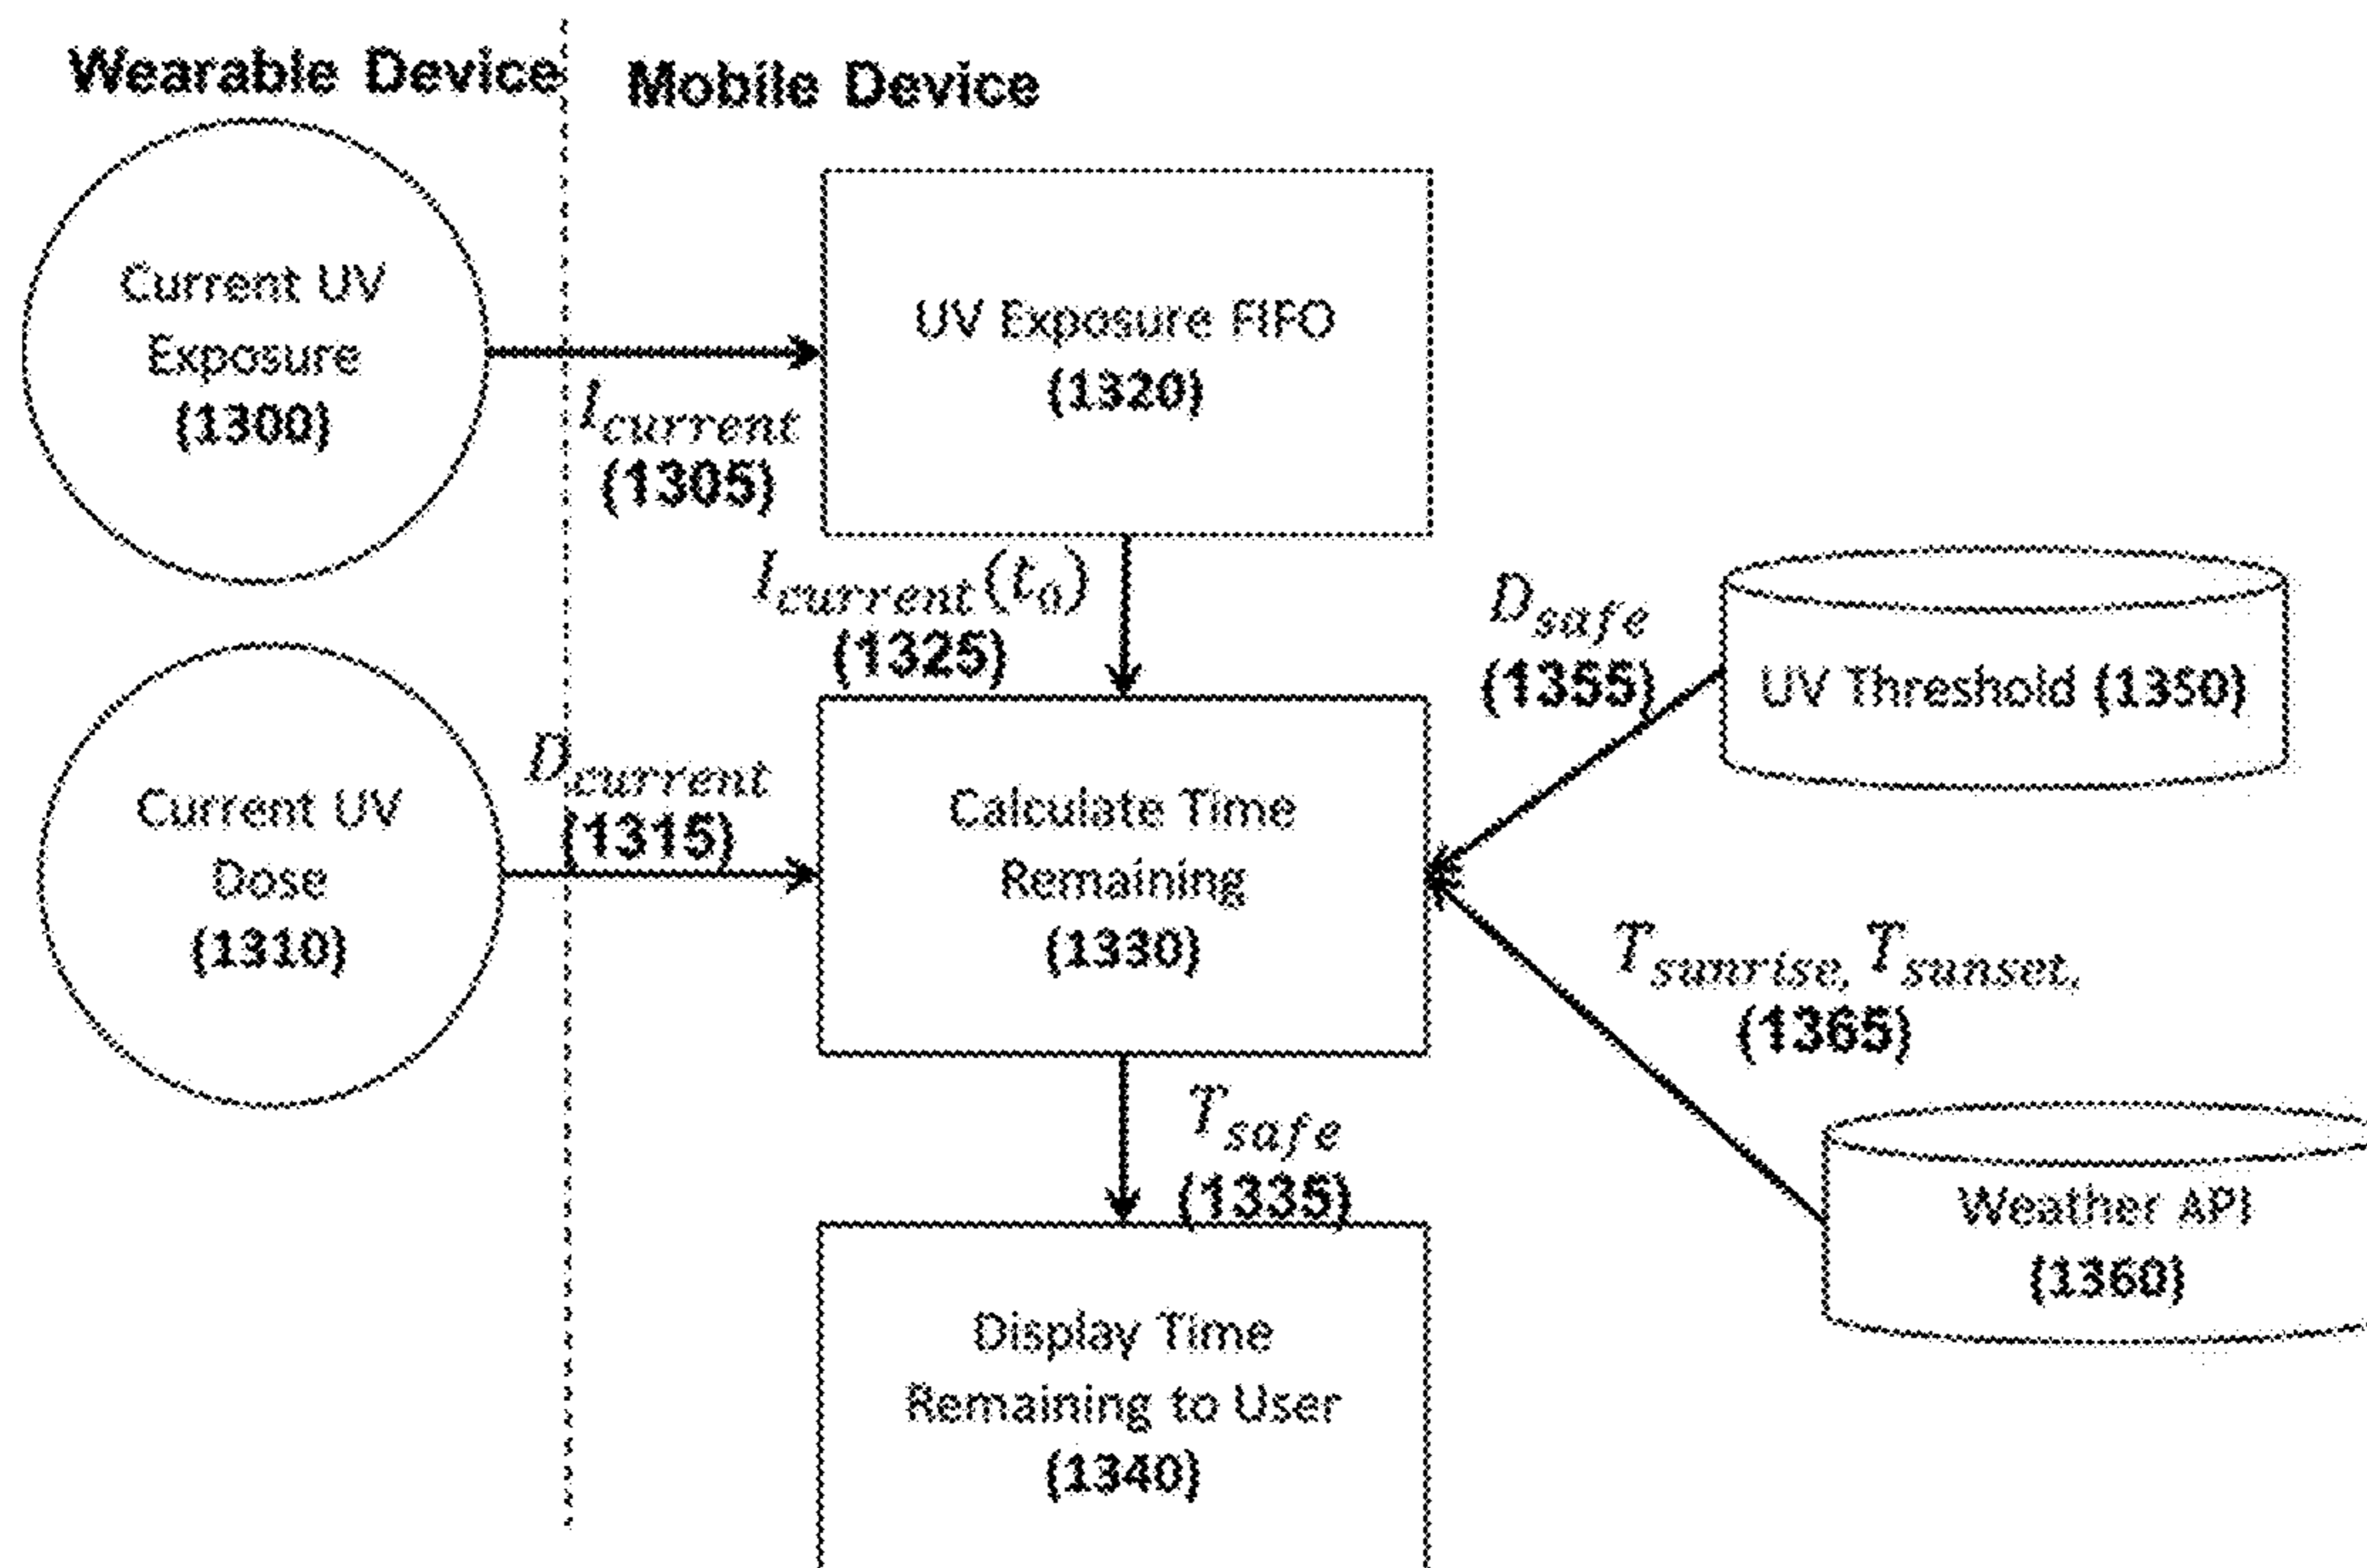 Wearable Device
Mobile Device
Current UV
Exposure
(1300)
I_current
(1305)
UV Exposure FIFO
(1320)
I_current(t_0)
(1325)
D_safe
(1355)
UV Threshold (1350)
Current UV
Dose
(1310)
D_current
(1315)
Calculate Time
Remaining
(1330)
T_sunrise, T_sunset,
(1365)
T_safe
(1335)
Weather API
(1360)
Display Time
Remaining to User
(1340)